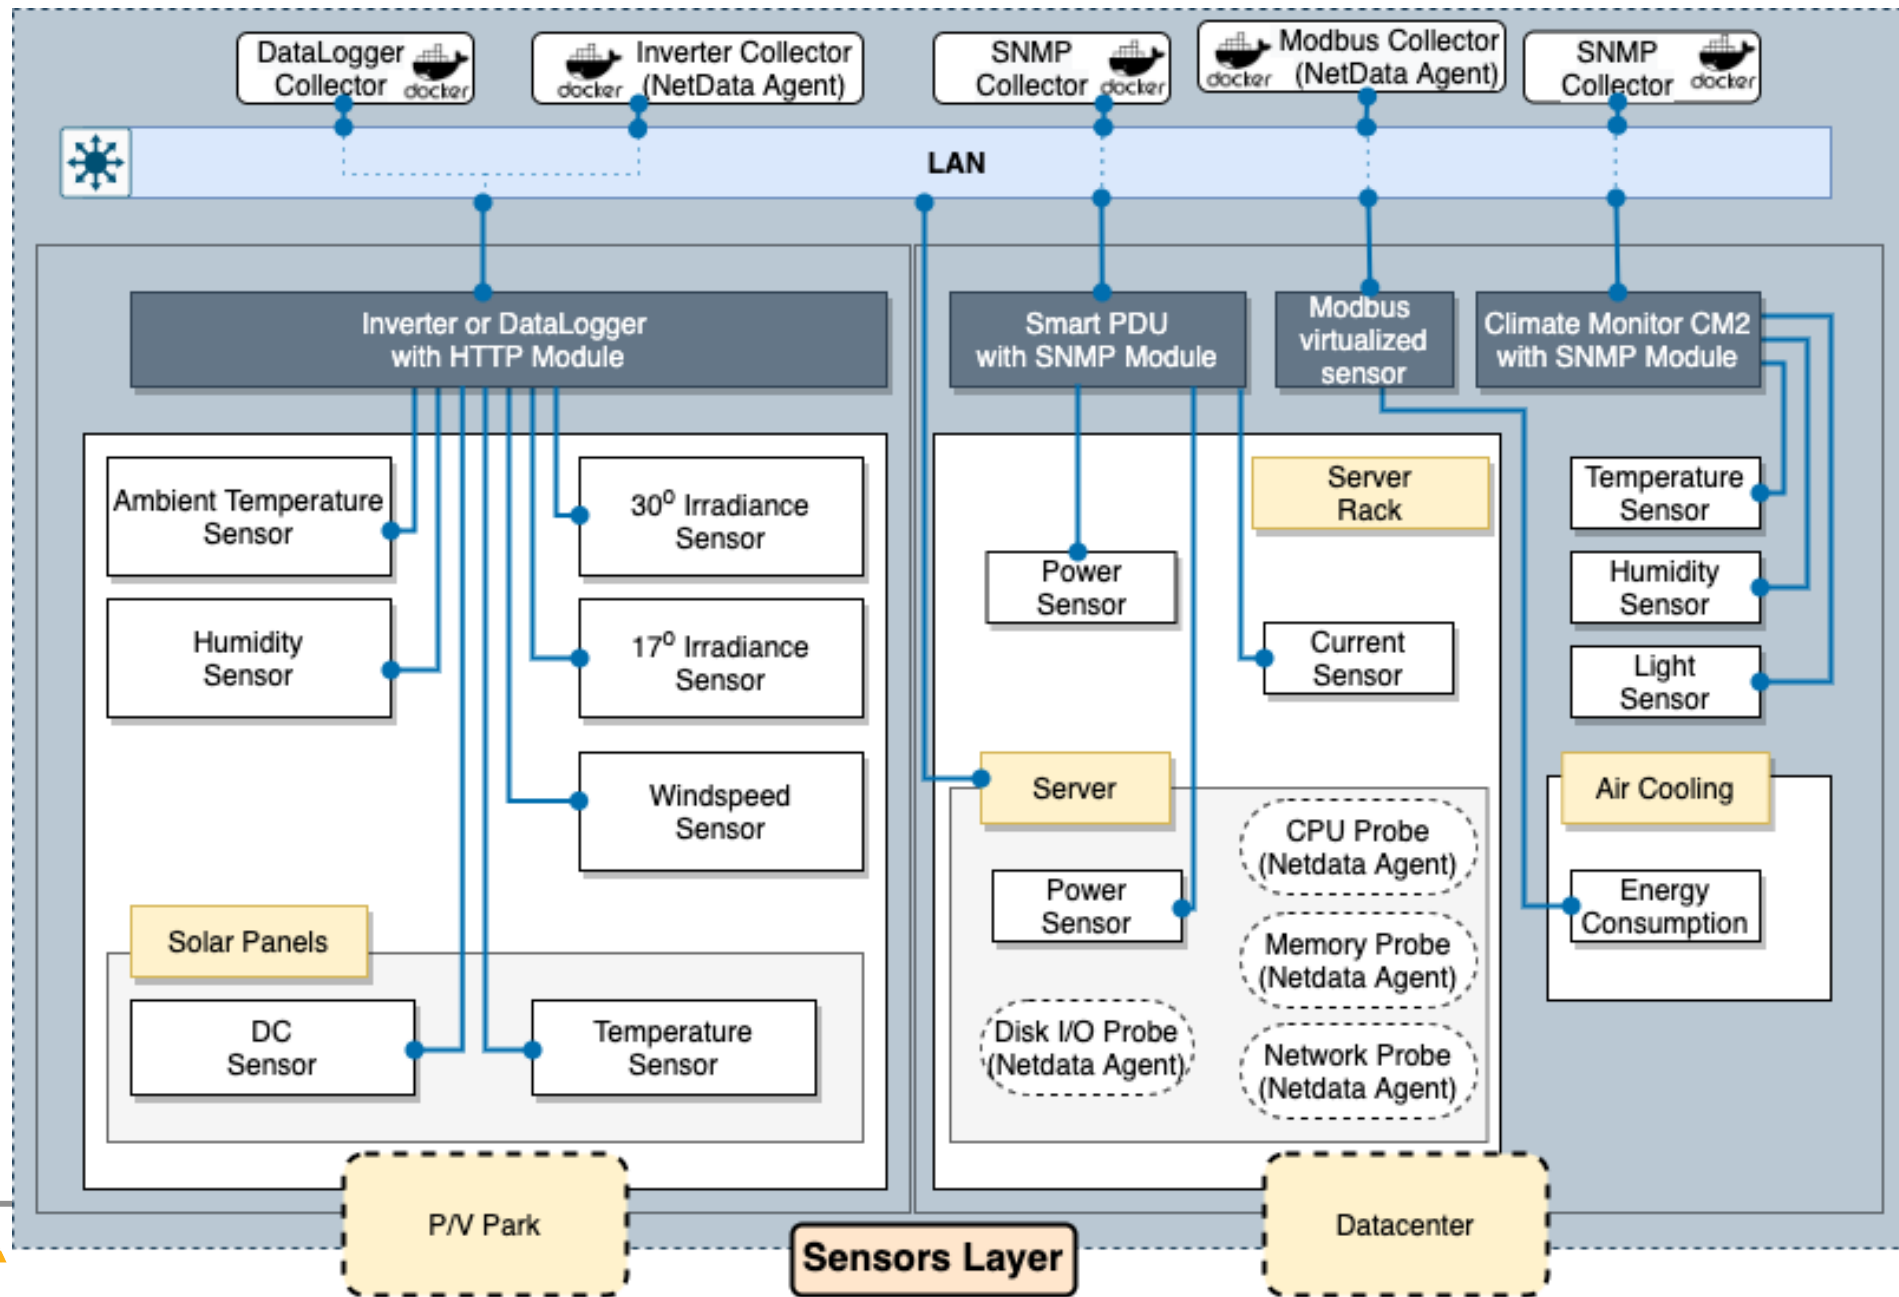 DataLogger
Collector
docker
docker
Inverter Collector
(NetData Agent)
SNMP
Collector
docker
docker
Modbus Collector
(NetData Agent)
SNMP
Collector
docker
LAN
Inverter or DataLogger
with HTTP Module
Smart PDU
with SNMP Module
Modbus
virtualized
sensor
Climate Monitor CM2
with SNMP Module
Ambient Temperature
Sensor
30⁰ Irradiance
Sensor
Humidity
Sensor
17⁰ Irradiance
Sensor
Windspeed
Sensor
Solar Panels
DC
Sensor
Temperature
Sensor
P/V Park
Server
Rack
Power
Sensor
Current
Sensor
Server
Power
Sensor
CPU Probe
(Netdata Agent)
Memory Probe
(Netdata Agent)
Disk I/O Probe
(Netdata Agent)
Network Probe
(Netdata Agent)
Temperature
Sensor
Humidity
Sensor
Light
Sensor
Air Cooling
Energy
Consumption
Datacenter
Sensors Layer